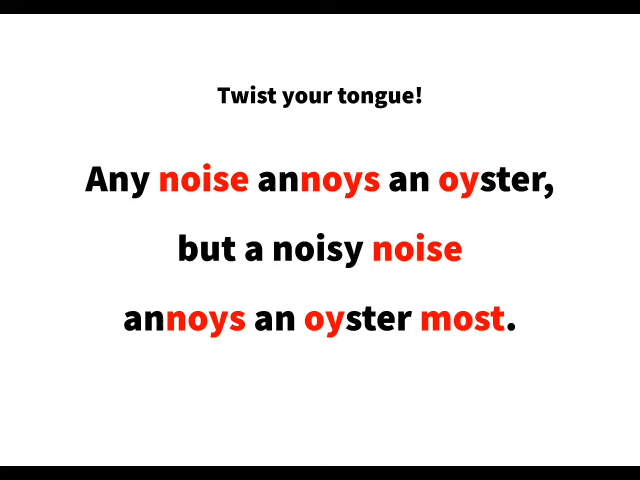 Twist your tongue!
Any noise annoys an oyster,
but a noisy noise
annoys an oyster most.